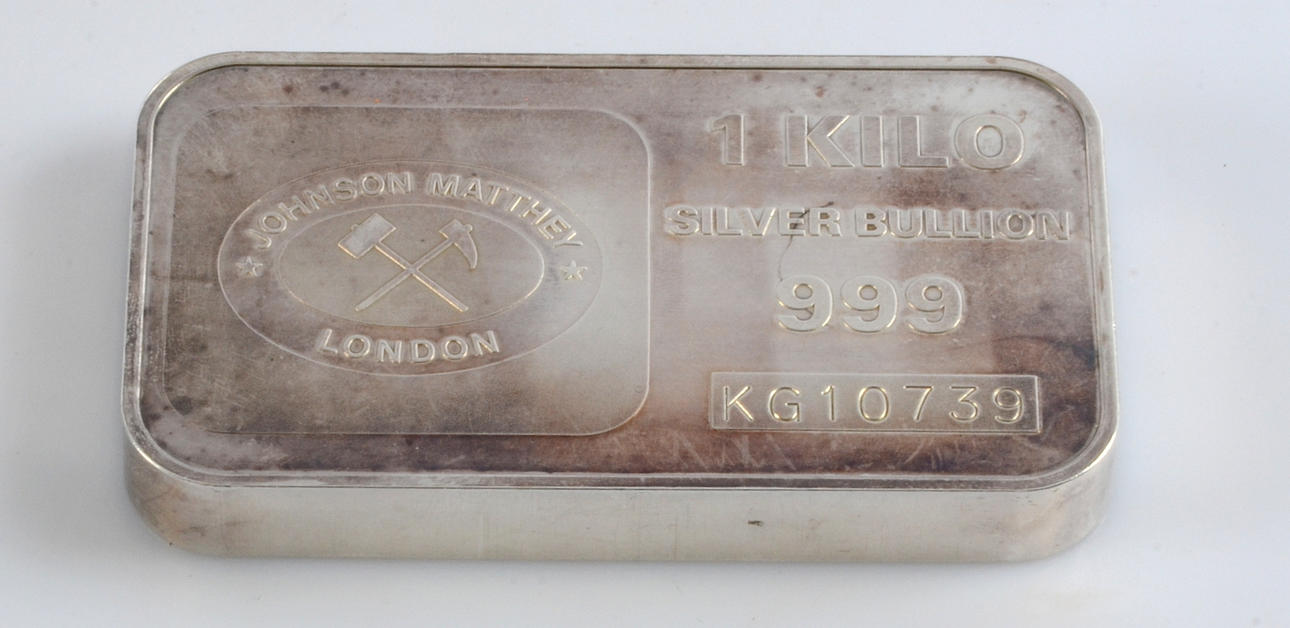 JOHNSON MATTHEY
LONDON
1 KILO
SILVER BULLION
999
KG10739